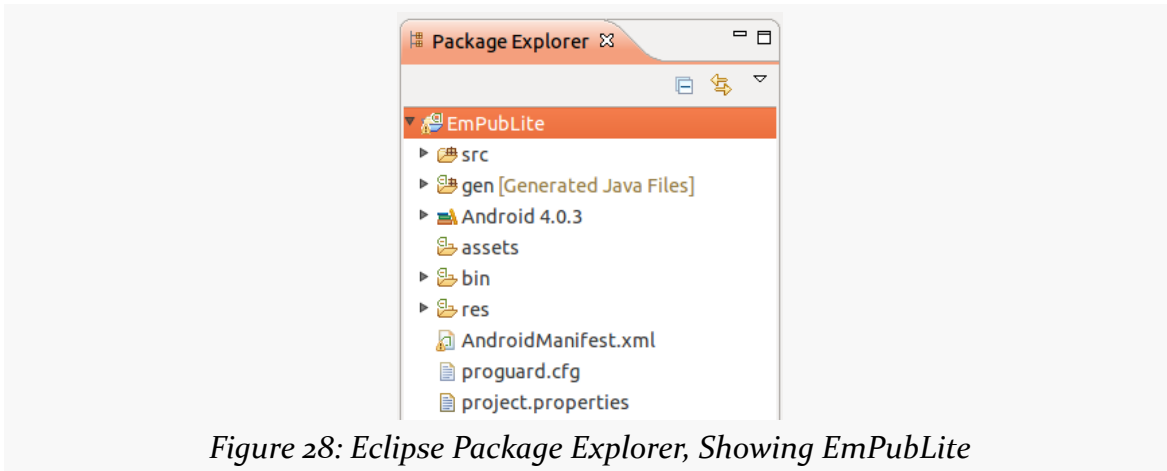 Package Explorer
EmPubLite
src
gen [Generated Java Files]
Android 4.0.3
assets
bin
res
AndroidManifest.xml
proguard.cfg
project.properties
Figure 28: Eclipse Package Explorer, Showing EmPubLite